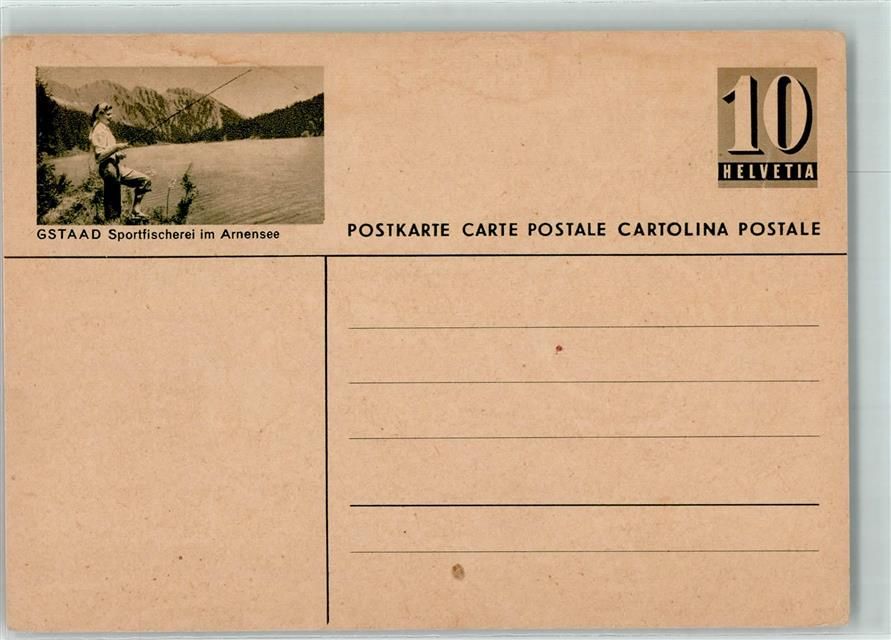 10
HELVETIA
GSTAAD Sportfischerei im Arnensee
POSTKARTE CARTE POSTALE CARTOLINA POSTALE